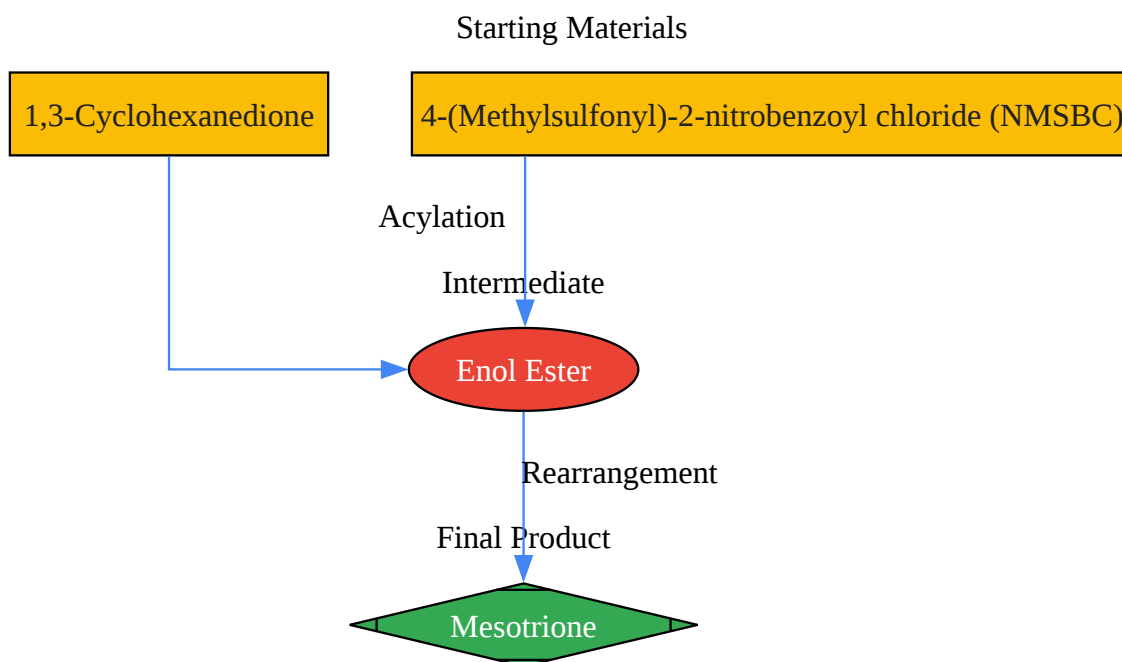 Starting Materials
1,3-Cyclohexanedione
4-(Methylsulfonyl)-2-nitrobenzoyl chloride (NMSBC)
Acylation
Intermediate
Enol Ester
Rearrangement
Final Product
Mesotrione